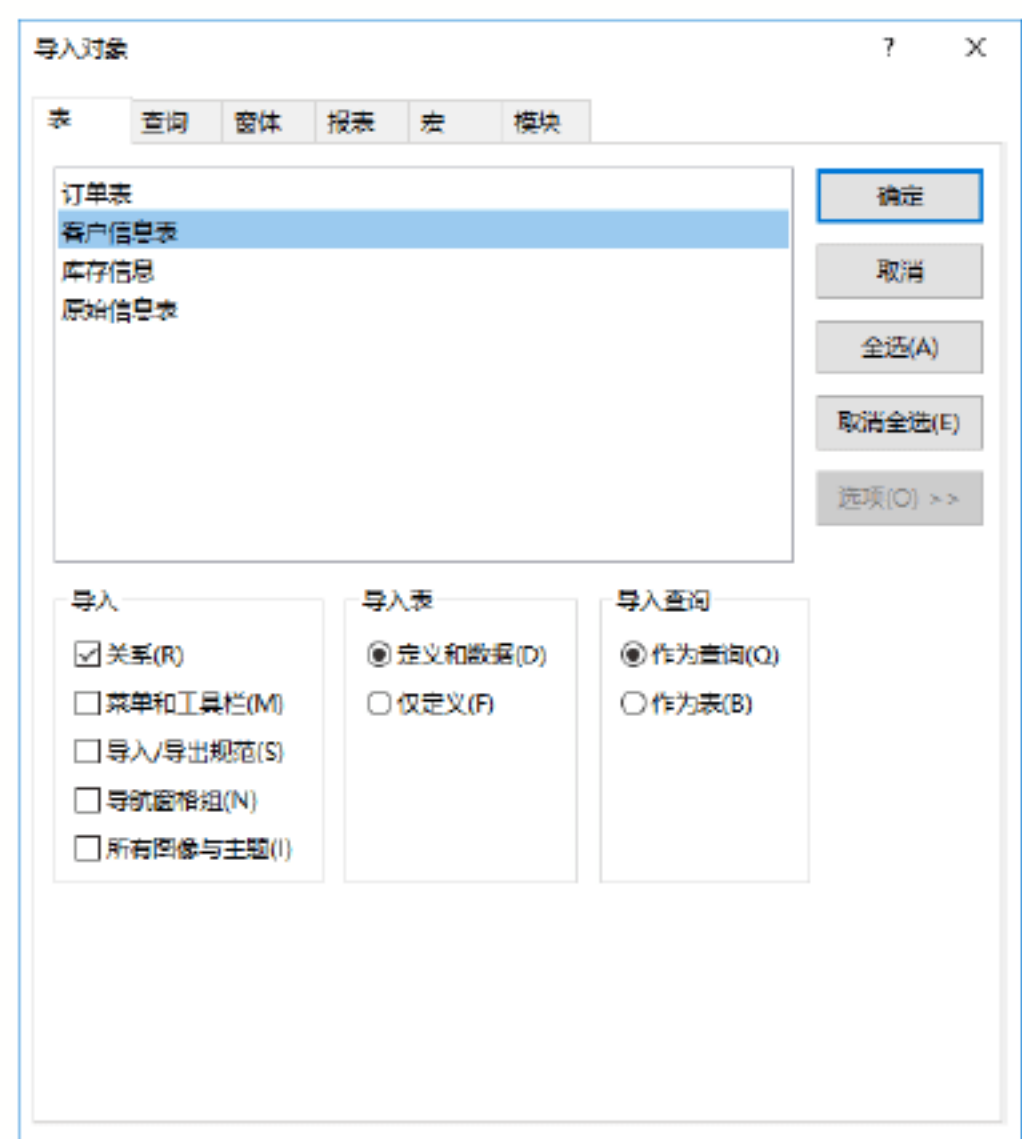 导入对象
?
表 查询 窗体 报表 宏 模块
订单表
客户信息表
库存信息
原始信息表
确定
取消
全选(A)
取消全选(E)
选项(O) >>
导入
关系(R)
菜单和工具栏(M)
导入/导出规范(S)
导航窗格组(N)
所有图像与主题(I)
导入表
定义和数据(D)
仅定义(F)
导入查询
作为查询(Q)
作为表(B)